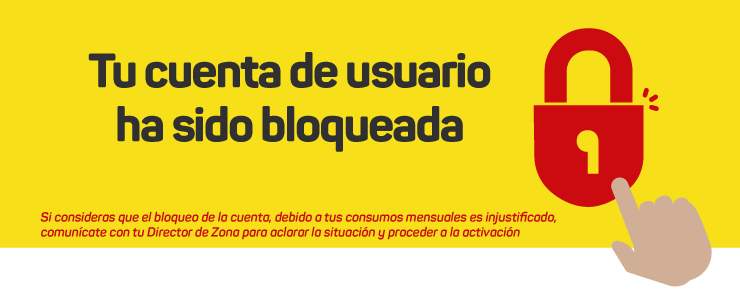 Tu cuenta de usuario
ha sido bloqueada
Si consideras que el bloqueo de la cuenta, debido a tus consumos mensuales es injustificado,
comunícate con tu Director de Zona para aclarar la situación y proceder a la activación